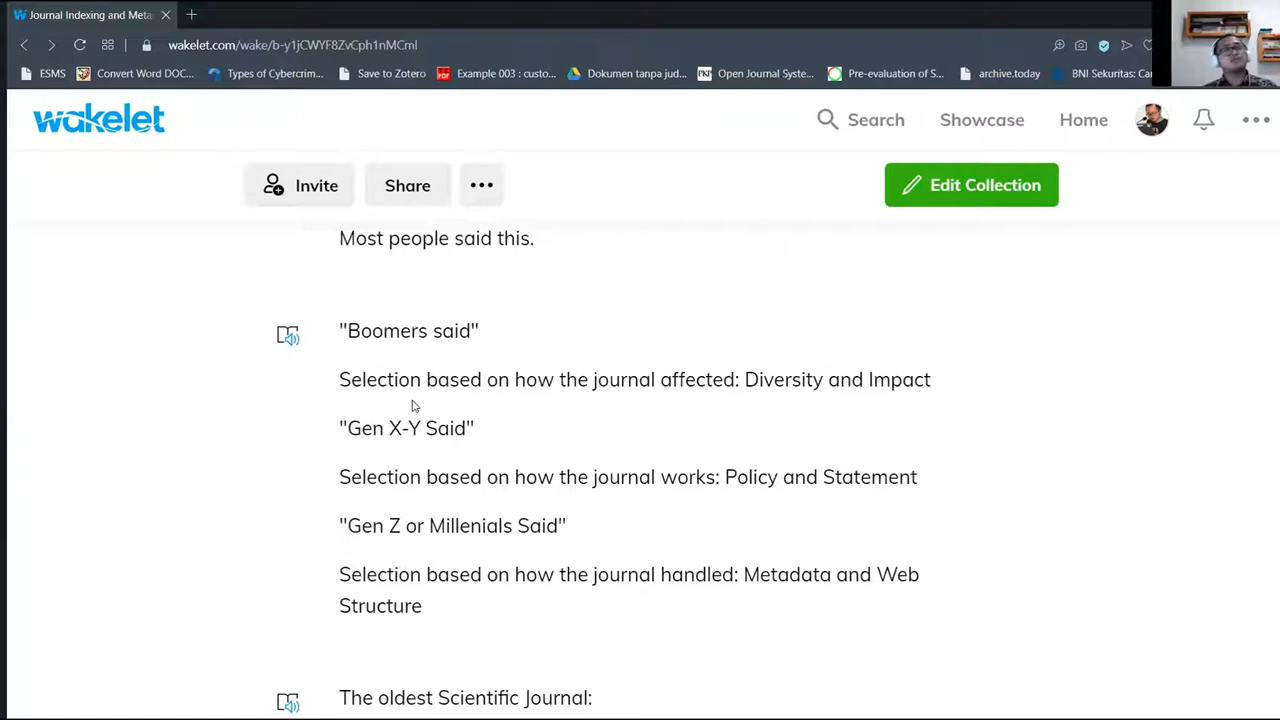 Journal Indexing and Meta
wakelet.com/wake/b-y1jCWYF8ZvCph1nMCml
ESMS Convert Word DOC... Types of Cybercrim... Save to Zotero Example 003 : custo... Dokumen tanpa jud... PKP Open Journal Syste... Pre-evaluation of S... archive.today BNI Sekuritas: Ca
wakelet Search Showcase Home
Invite Share Edit Collection
Most people said this.
"Boomers said"
Selection based on how the journal affected: Diversity and Impact
"Gen X-Y Said"
Selection based on how the journal works: Policy and Statement
"Gen Z or Millenials Said"
Selection based on how the journal handled: Metadata and Web
Structure
The oldest Scientific Journal: